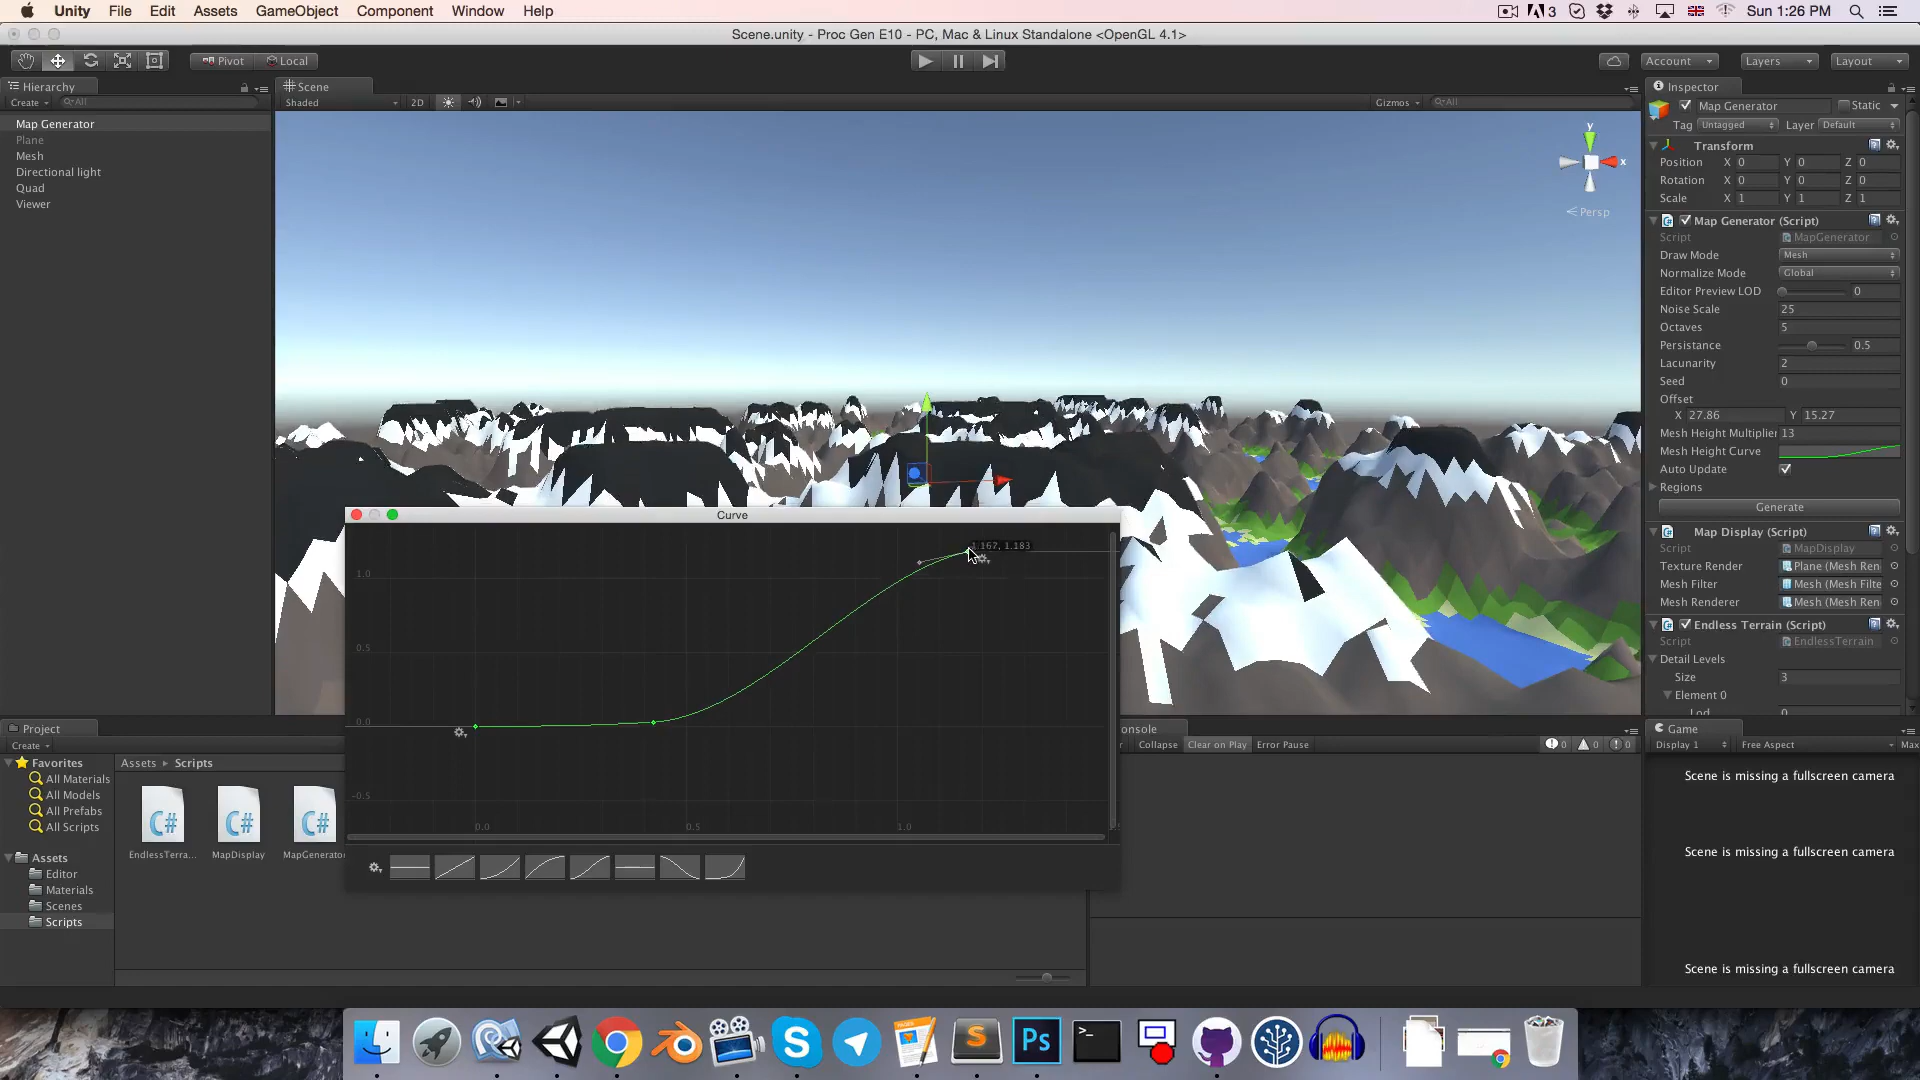 Unity File Edit Assets GameObject Component Window Help
3
Sun 1:26 PM
Scene.unity - Proc Gen E10 - PC, Mac & Linux Standalone <OpenGL 4.1>
Pivot Local
Account Layers Layout
Hierarchy
Create All
Map Generator
Plane
Mesh
Directional light
Quad
Viewer
Scene
Shaded 2D Gizmos All
y
x
Persp
Inspector
Map Generator Static
Tag Untagged Layer Default
Transform
Position X 0 Y 0 Z 0
Rotation X 0 Y 0 Z 0
Scale X 1 Y 1 Z 1
Map Generator (Script)
Script MapGenerator
Draw Mode Mesh
Normalize Mode Global
Editor Preview LOD 0
Noise Scale 25
Octaves 5
Persistance 0.5
Lacunarity 2
Seed 0
Offset
X 27.86 Y 15.27
Mesh Height Multiplier 13
Mesh Height Curve
Auto Update
Regions
Generate
Map Display (Script)
Script MapDisplay
Texture Render Plane (Mesh Ren
Mesh Filter Mesh (Mesh Filte
Mesh Renderer Mesh (Mesh Ren
Endless Terrain (Script)
Script EndlessTerrain
Detail Levels
Size 3
Element 0
Lod 0
Curve
1.167, 1.183
1.0
0.5
0.0
-0.5
0.0 0.5 1.0
Project
Create
Favorites
All Materials
All Models
All Prefabs
All Scripts
Assets
Editor
Materials
Scenes
Scripts
Assets Scripts
C# C# C#
EndlessTerra... MapDisplay MapGenerator
onsole
Collapse Clear on Play Error Pause 0 0 0
Game
Display 1 Free Aspect Max
Scene is missing a fullscreen camera
Scene is missing a fullscreen camera
Scene is missing a fullscreen camera
S S Ps >_